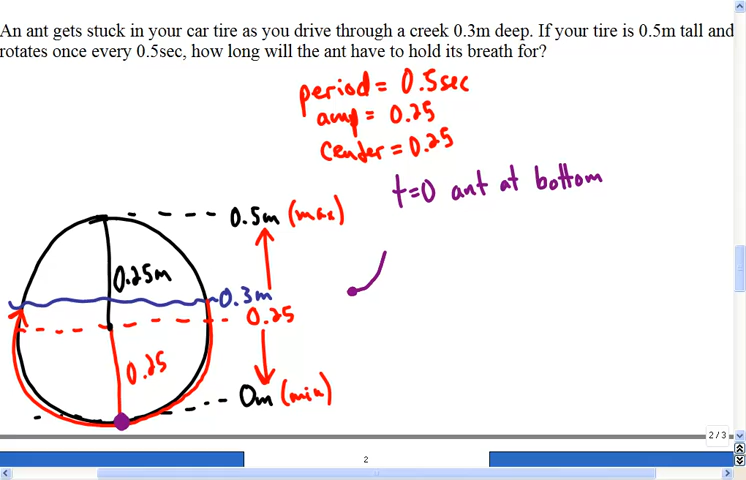 An ant gets stuck in your car tire as you drive through a creek 0.3m deep. If your tire is 0.5m tall and
rotates once every 0.5sec, how long will the ant have to hold its breath for?
period = 0.5sec
amp = 0.25
center = 0.25
t=0 ant at bottom
0.5m (max)
0.25m
0.3m
0.25
0.25
0m (min)
2 / 3
2